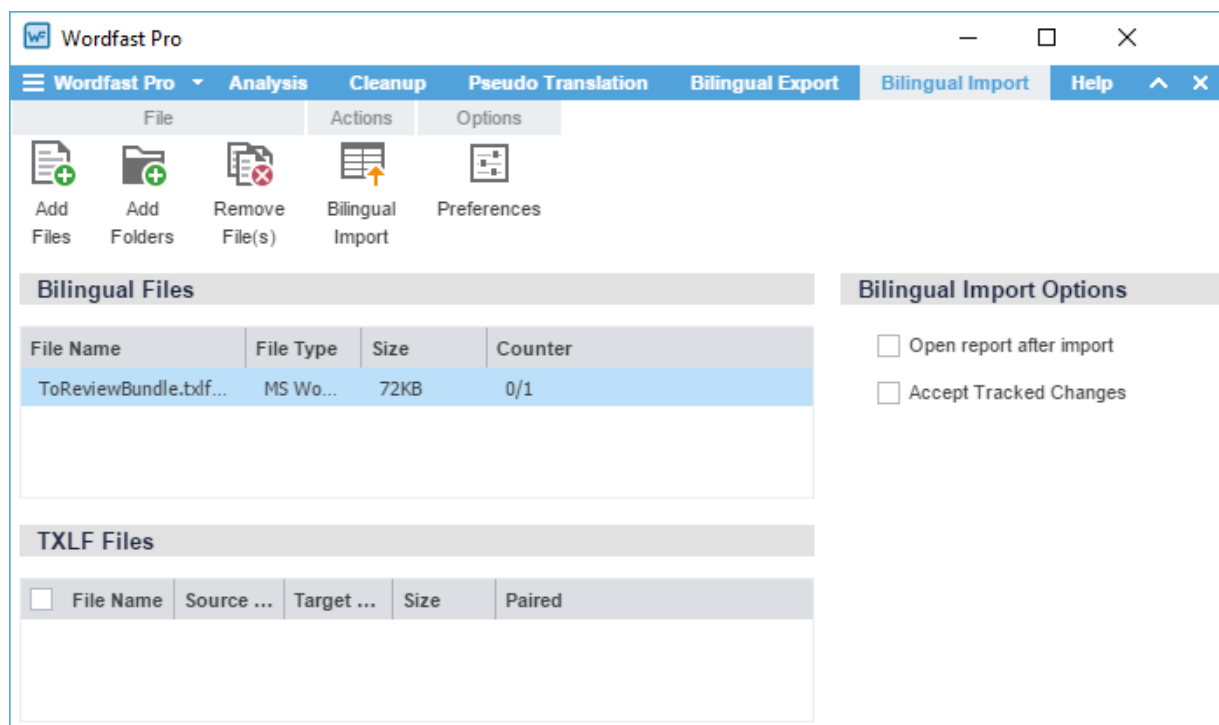 WF Wordfast Pro
Wordfast Pro Analysis Cleanup Pseudo Translation Bilingual Export Bilingual Import Help
File Actions Options
Add Files
Add Folders
Remove File(s)
Bilingual Import
Preferences
Bilingual Files
File Name File Type Size Counter
ToReviewBundle.txlf... MS Wo... 72KB 0/1
TXLF Files
File Name Source ... Target ... Size Paired
Bilingual Import Options
Open report after import
Accept Tracked Changes